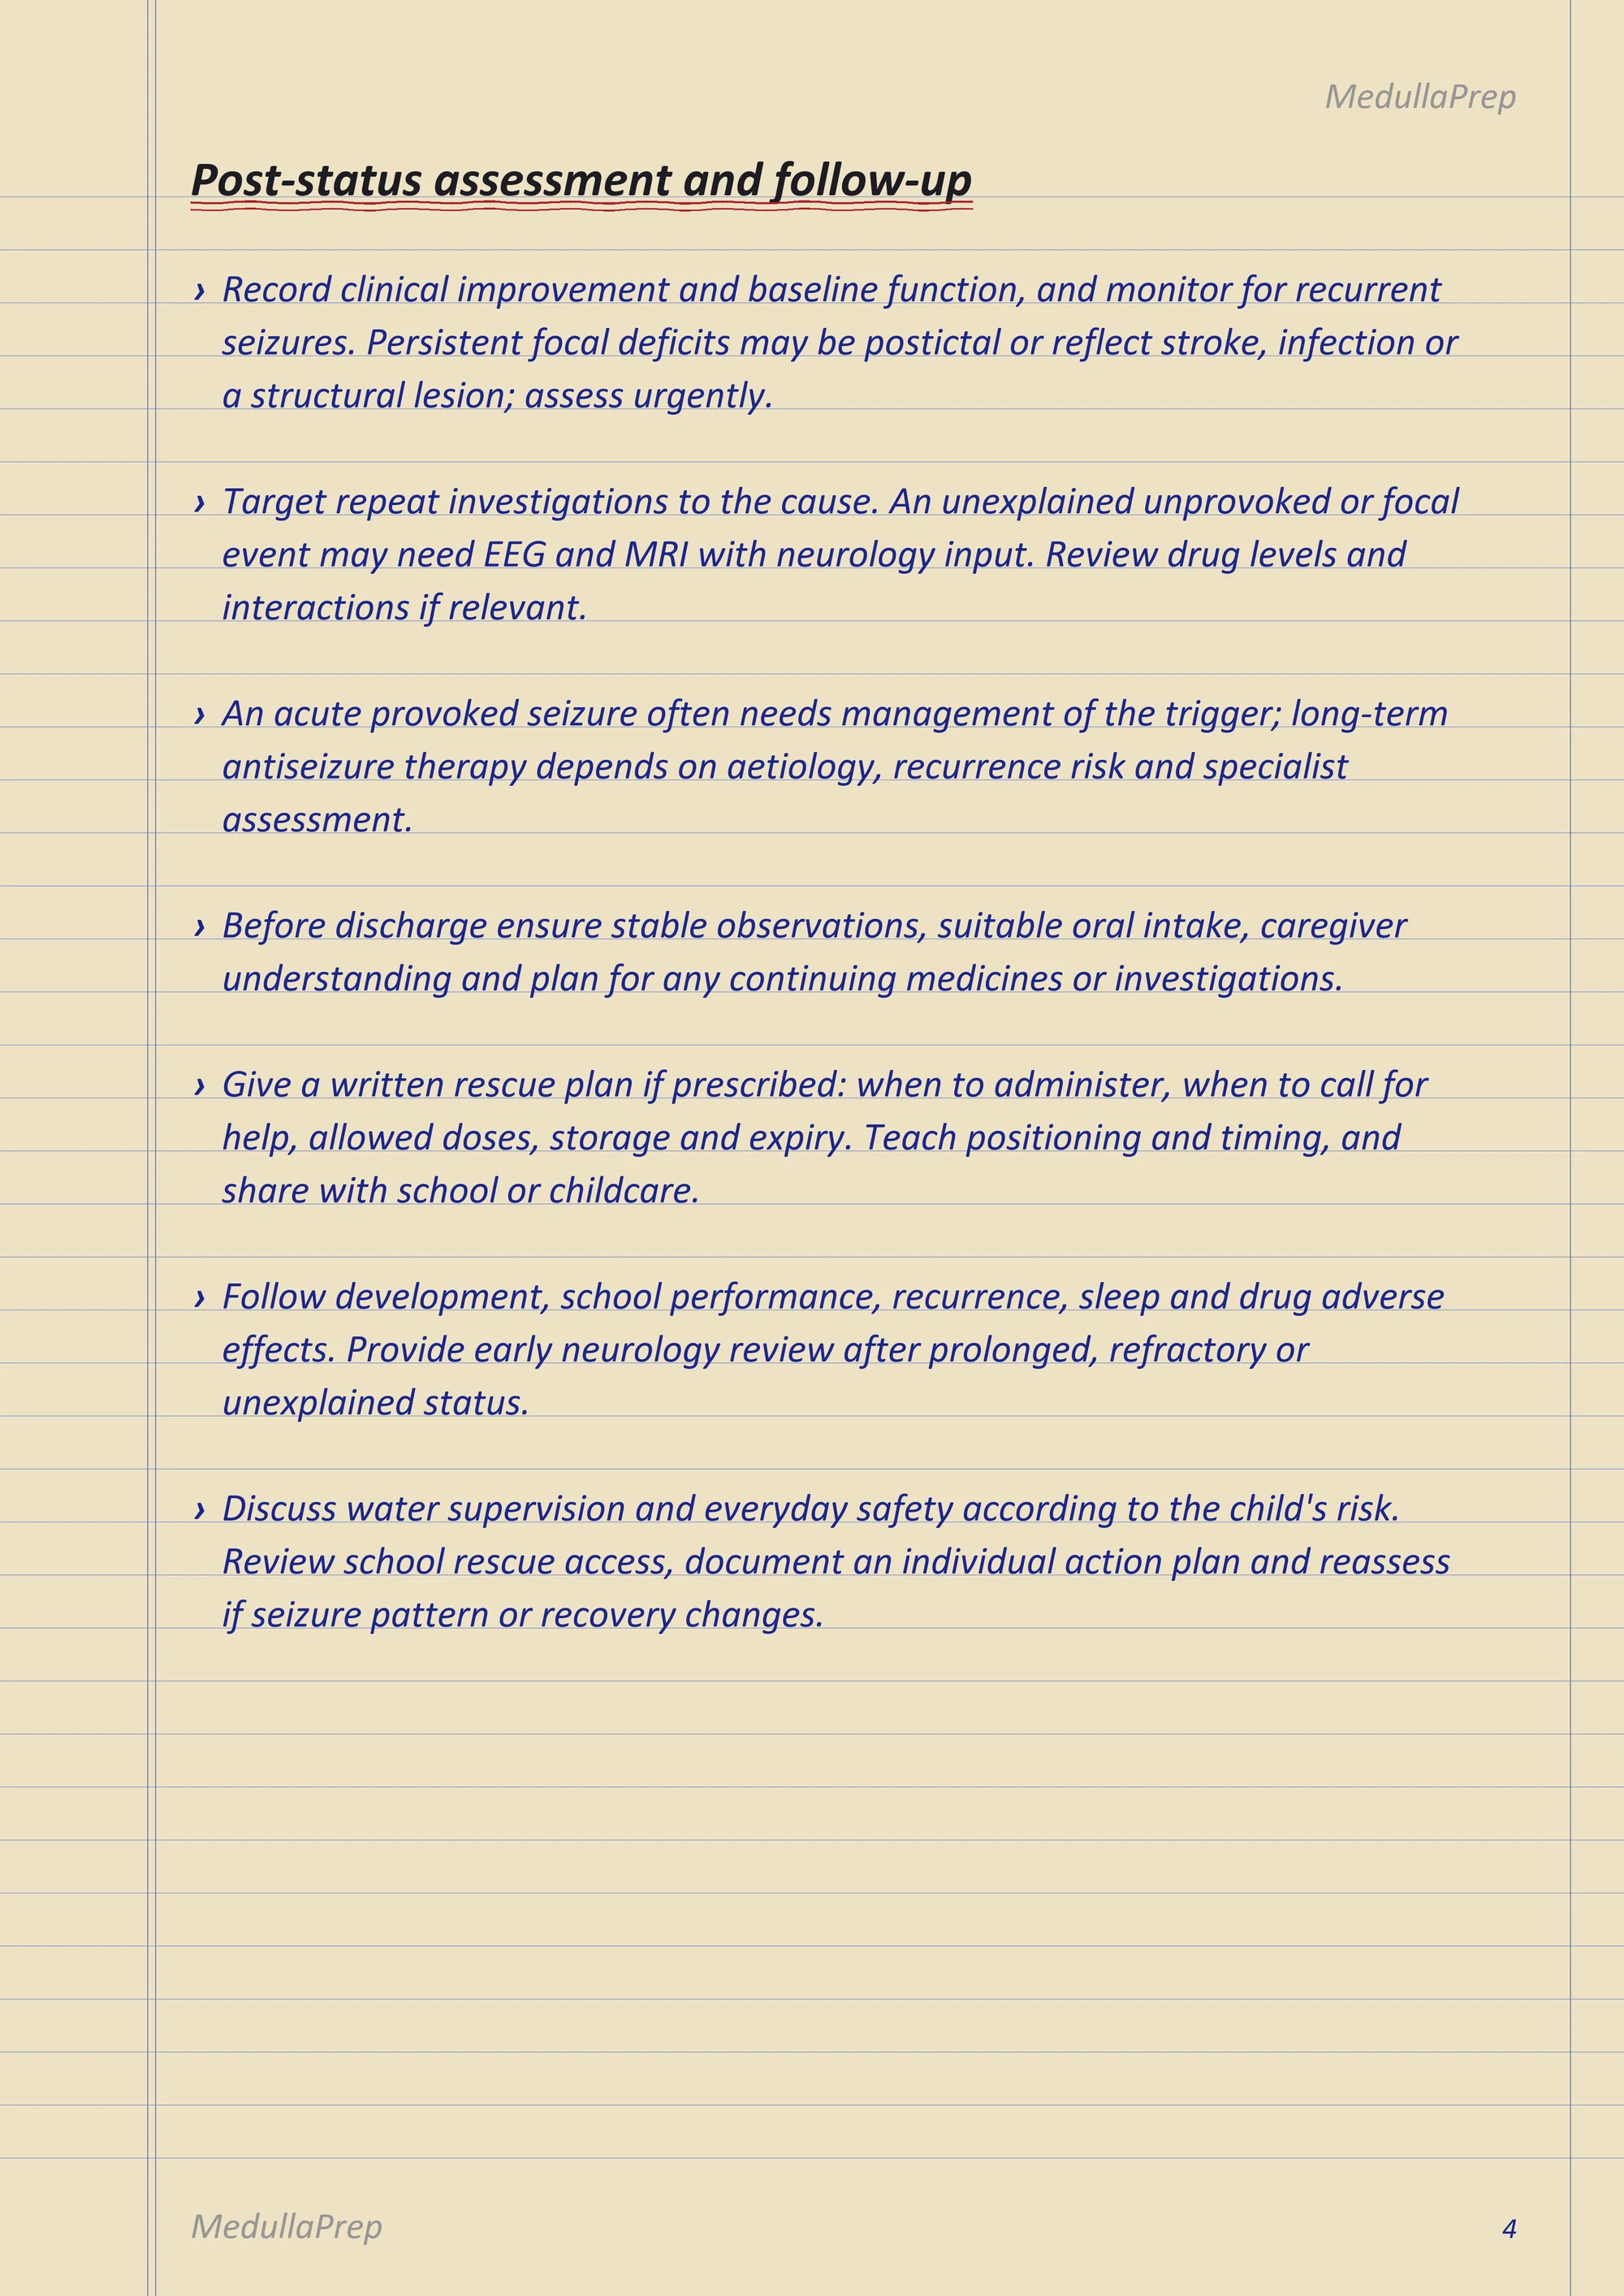 MedullaPrep
Post-status assessment and follow-up
› Record clinical improvement and baseline function, and monitor for recurrent
seizures. Persistent focal deficits may be postictal or reflect stroke, infection or
a structural lesion; assess urgently.
› Target repeat investigations to the cause. An unexplained unprovoked or focal
event may need EEG and MRI with neurology input. Review drug levels and
interactions if relevant.
› An acute provoked seizure often needs management of the trigger; long-term
antiseizure therapy depends on aetiology, recurrence risk and specialist
assessment.
› Before discharge ensure stable observations, suitable oral intake, caregiver
understanding and plan for any continuing medicines or investigations.
› Give a written rescue plan if prescribed: when to administer, when to call for
help, allowed doses, storage and expiry. Teach positioning and timing, and
share with school or childcare.
› Follow development, school performance, recurrence, sleep and drug adverse
effects. Provide early neurology review after prolonged, refractory or
unexplained status.
› Discuss water supervision and everyday safety according to the child's risk.
Review school rescue access, document an individual action plan and reassess
if seizure pattern or recovery changes.
MedullaPrep
4